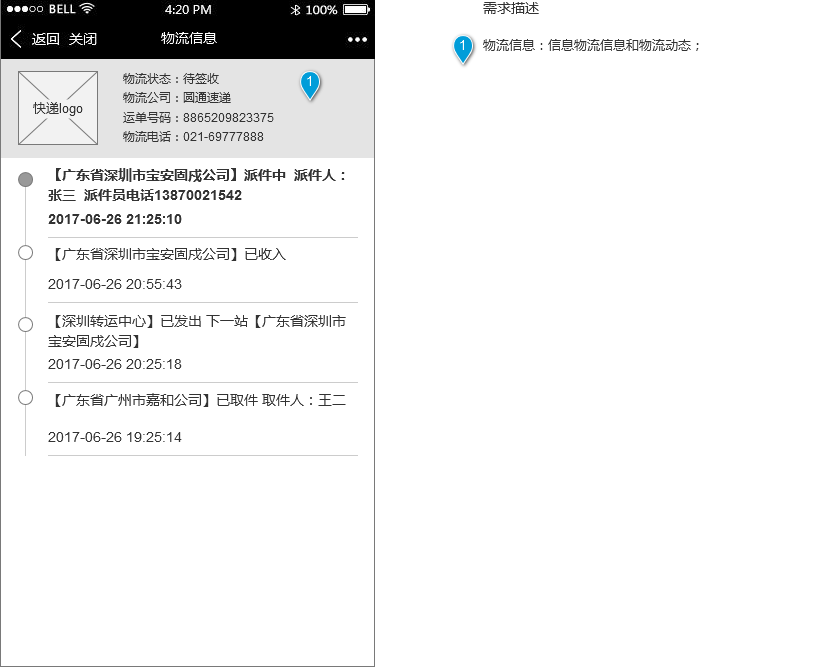 BELL 4:20 PM 100%
返回 关闭 物流信息
快递logo
物流状态：待签收
物流公司：圆通速递
运单号码：8865209823375
物流电话：021-69777888
1
【广东省深圳市宝安固戍公司】派件中 派件人：
张三 派件员电话13870021542
2017-06-26 21:25:10
【广东省深圳市宝安固戍公司】已收入
2017-06-26 20:55:43
【深圳转运中心】已发出 下一站【广东省深圳市
宝安固戍公司】
2017-06-26 20:25:18
【广东省广州市嘉和公司】已取件 取件人：王二
2017-06-26 19:25:14
需求描述
1 物流信息：信息物流信息和物流动态；